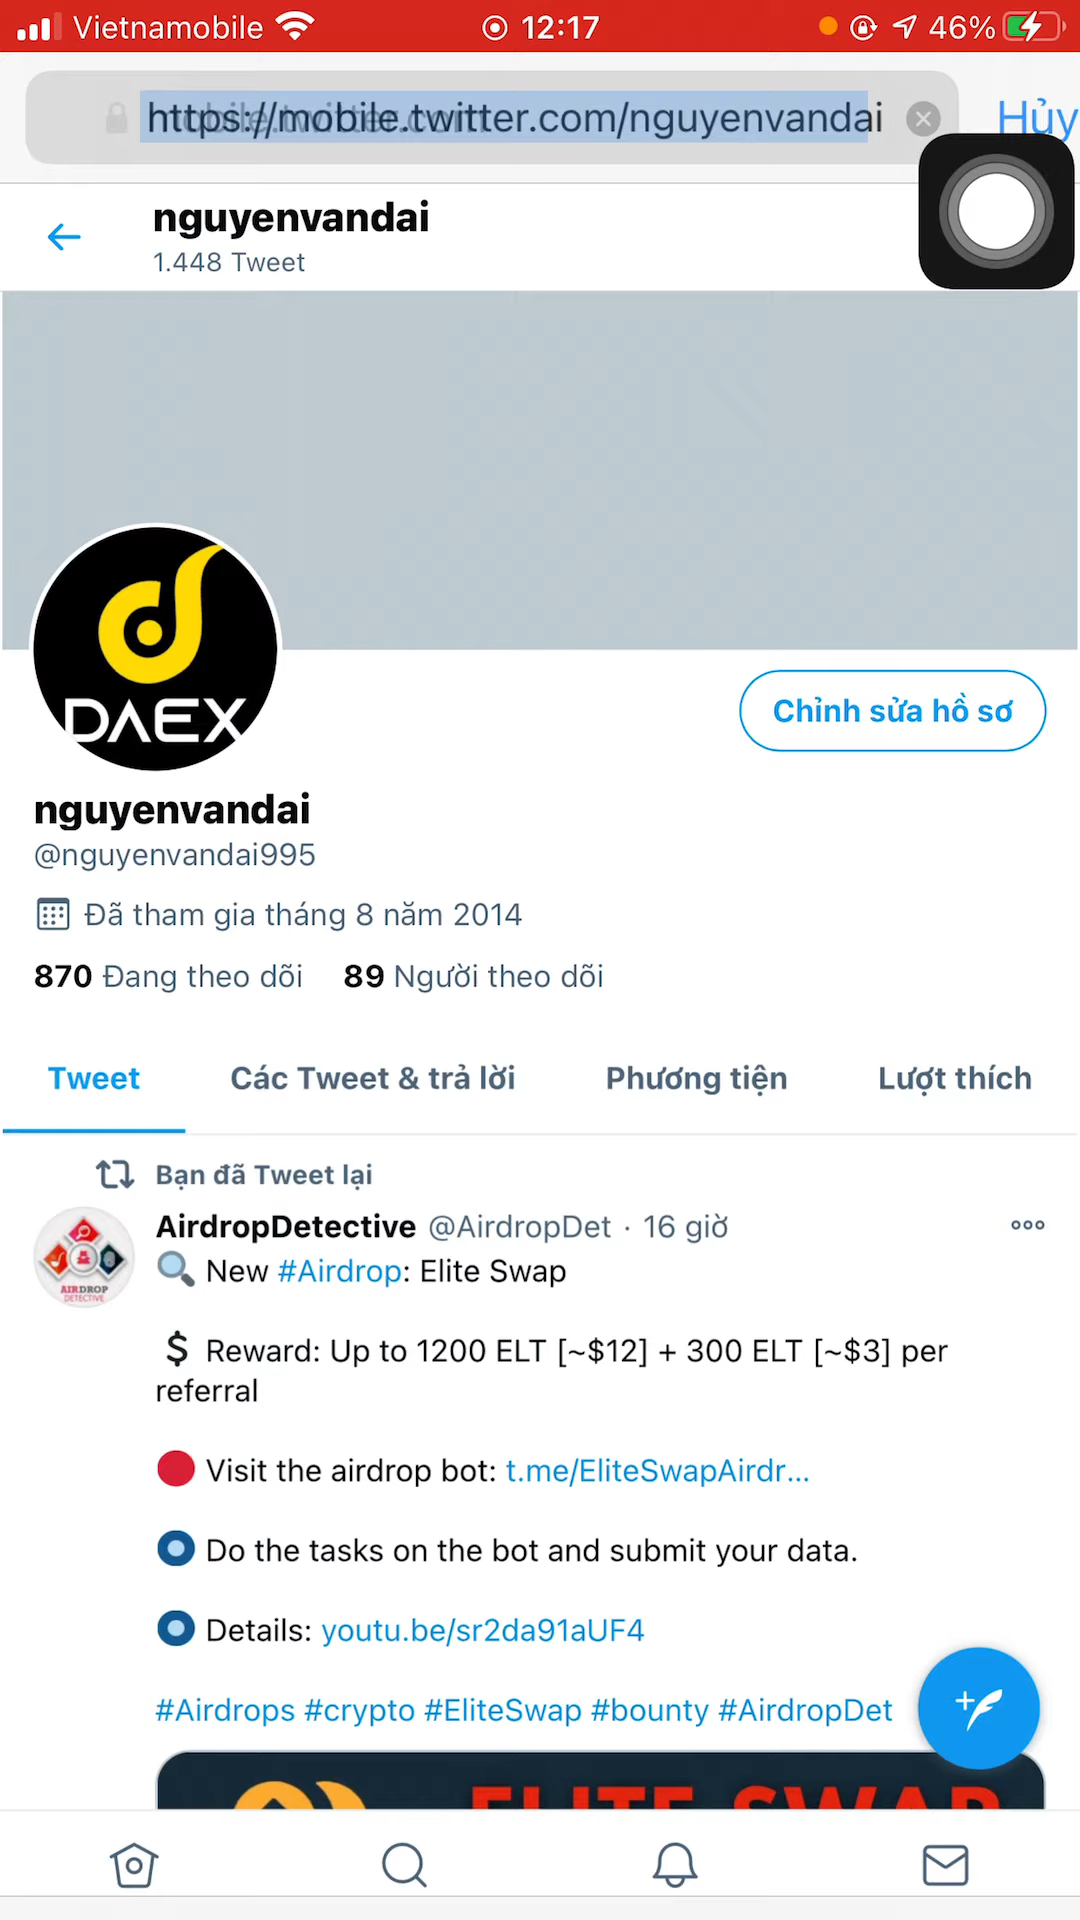 Vietnamobile 12:17 46%
https://mobile.twitter.com/nguyenvandai Hủy
nguyenvandai
1.448 Tweet
DAEX
Chỉnh sửa hồ sơ
nguyenvandai
@nguyenvandai995
Đã tham gia tháng 8 năm 2014
870 Đang theo dõi 89 Người theo dõi
Tweet Các Tweet & trả lời Phương tiện Lượt thích
Bạn đã Tweet lại
AirdropDetective @AirdropDet · 16 giờ
New #Airdrop: Elite Swap
Reward: Up to 1200 ELT [~$12] + 300 ELT [~$3] per
referral
Visit the airdrop bot: t.me/EliteSwapAirdr...
Do the tasks on the bot and submit your data.
Details: youtu.be/sr2da91aUF4
#Airdrops #crypto #EliteSwap #bounty #AirdropDet
AIRDROP
DETECTIVE
ELITE SWAP